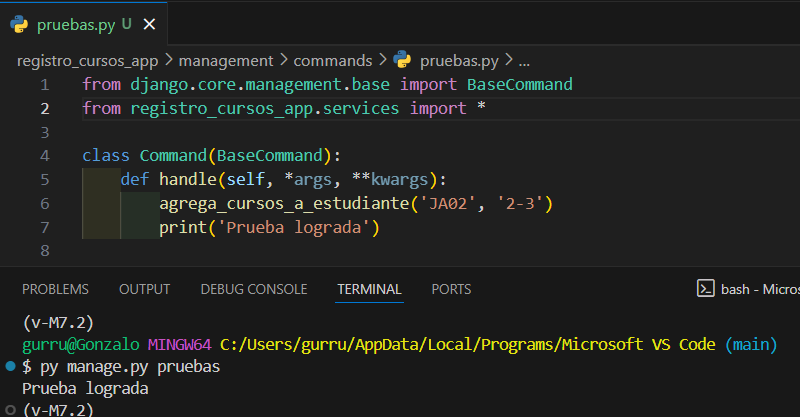 pruebas.py U ×
registro_cursos_app > management > commands > pruebas.py > ...
1 from django.core.management.base import BaseCommand
2 from registro_cursos_app.services import *
3
4 class Command(BaseCommand):
5 def handle(self, *args, **kwargs):
6 agrega_cursos_a_estudiante('JA02', '2-3')
7 print('Prueba lograda')
8
PROBLEMS OUTPUT DEBUG CONSOLE TERMINAL PORTS bash - Micros
(v-M7.2)
gurru@Gonzalo MINGW64 C:/Users/gurru/AppData/Local/Programs/Microsoft VS Code (main)
$ py manage.py pruebas
Prueba lograda
(v-M7.2)